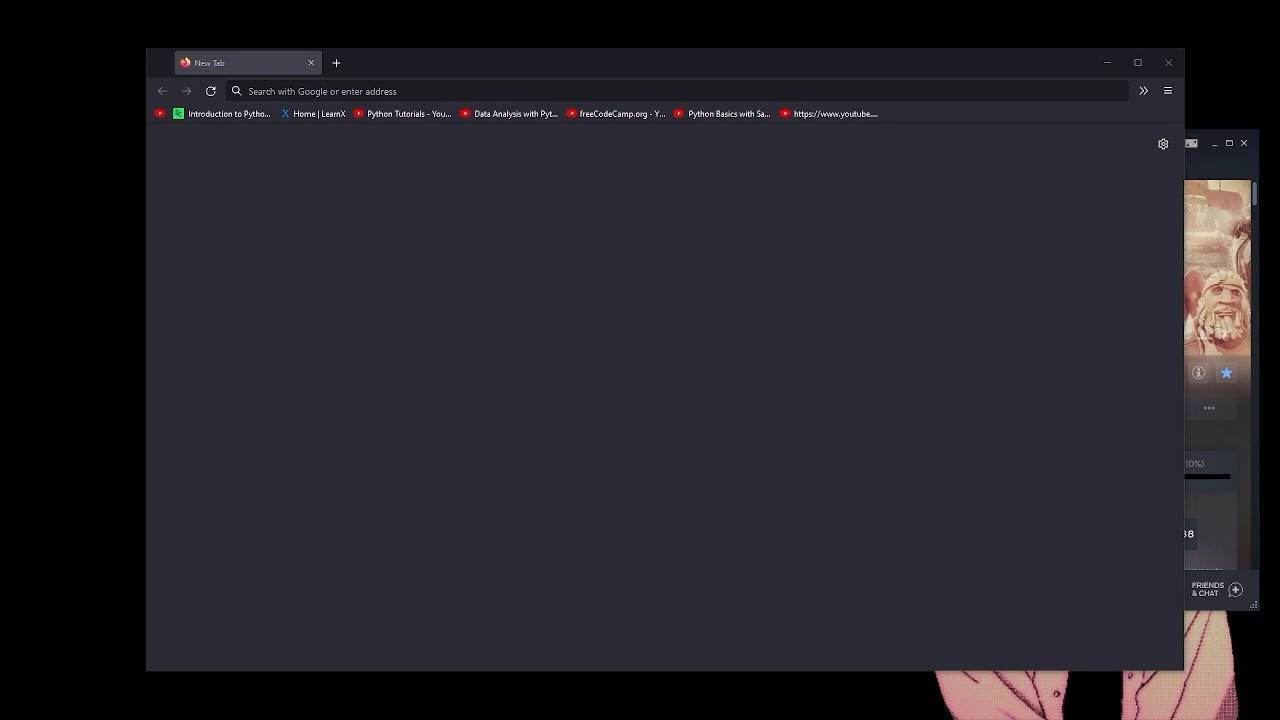 New Tab
Search with Google or enter address
Introduction to Pytho... Home | LearnX Python Tutorials - You... Data Analysis with Pyt... freeCodeCamp.org - Y... Python Basics with Sa... https://www.youtube....
(0%)
FRIENDS
& CHAT